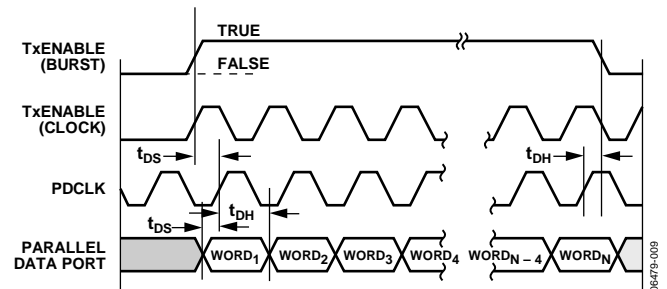 TxENABLE
(BURST)
TRUE
FALSE
TxENABLE
(CLOCK)
tDS
tDH
PDCLK
tDS
tDH
PARALLEL
DATA PORT
WORD1
WORD2
WORD3
WORD4
WORDN – 4
WORDN
06479-009